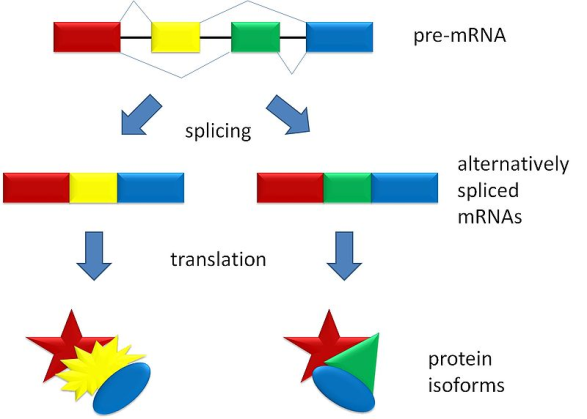 pre-mRNA
splicing
alternatively
spliced
mRNAs
translation
protein
isoforms